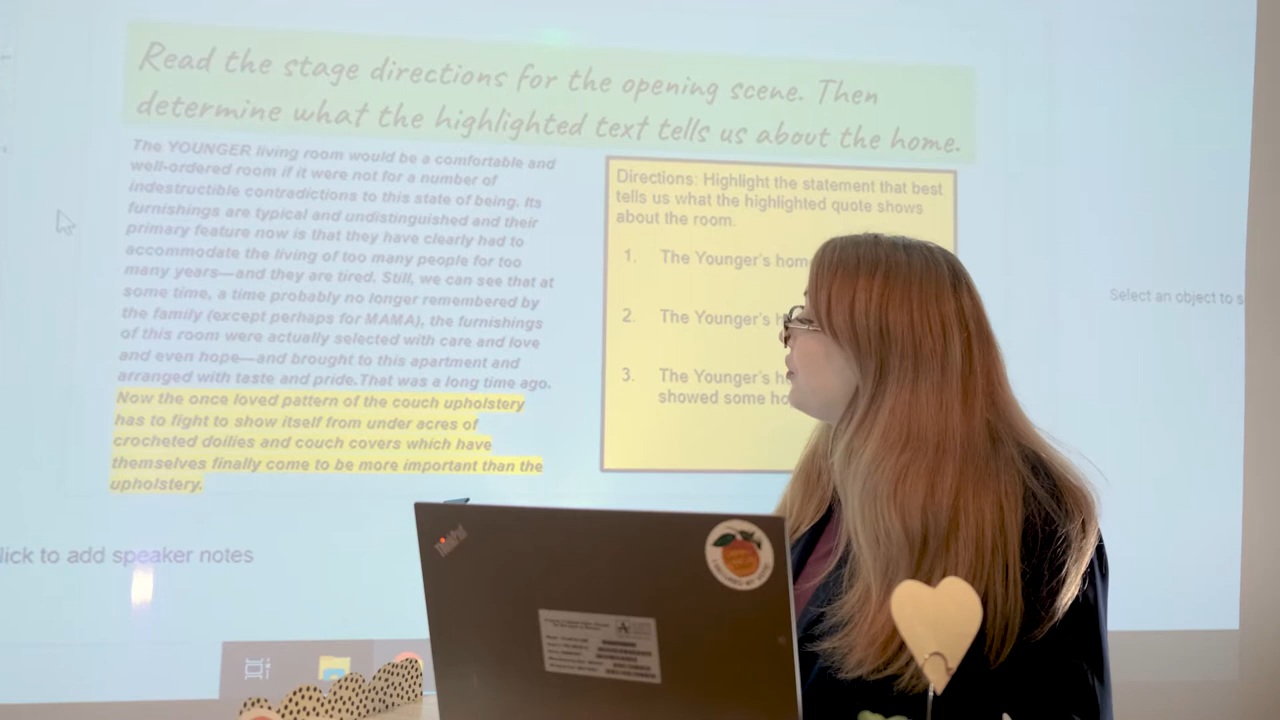 Read the stage directions for the opening scene. Then
determine what the highlighted text tells us about the home.
The YOUNGER living room would be a comfortable and
well-ordered room if it were not for a number of
indestructible contradictions to this state of being. Its
furnishings are typical and undistinguished and their
primary feature now is that they have clearly had to
accommodate the living of too many people for too
many years—and they are tired. Still, we can see that at
some time, a time probably no longer remembered by
the family (except perhaps for MAMA), the furnishings
of this room were actually selected with care and love
and even hope—and brought to this apartment and
arranged with taste and pride.That was a long time ago.
Now the once loved pattern of the couch upholstery
has to fight to show itself from under acres of
crocheted doilies and couch covers which have
themselves finally come to be more important than the
upholstery.
Directions: Highlight the statement that best
tells us what the highlighted quote shows
about the room.
1. The Younger's hom
2. The Younger's h
3. The Younger's h
showed some ho
Select an object to s
lick to add speaker notes
ThinkPad